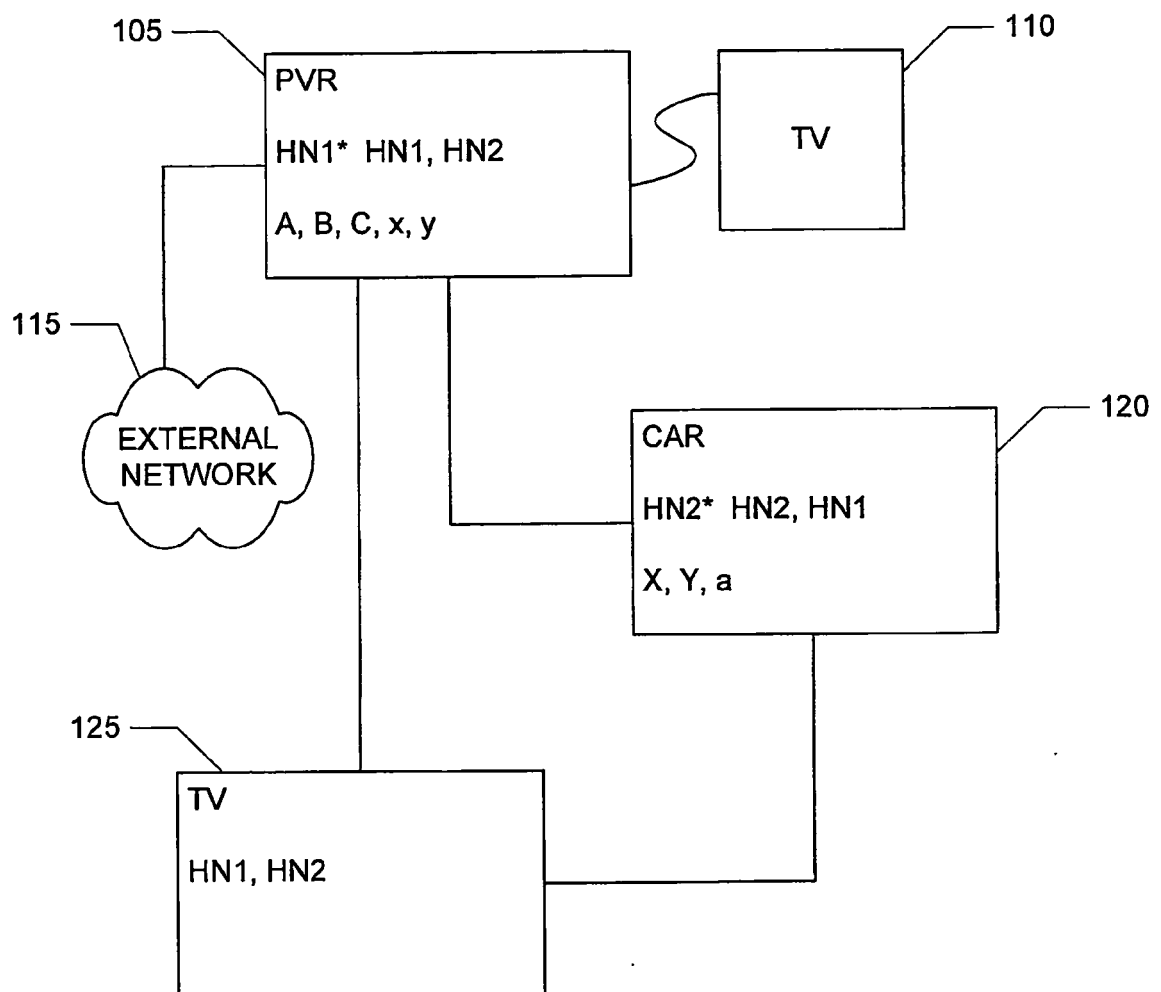 105
110
PVR
HN1* HN1, HN2
A, B, C, x, y
TV
115
EXTERNAL
NETWORK
120
CAR
HN2* HN2, HN1
X, Y, a
125
TV
HN1, HN2